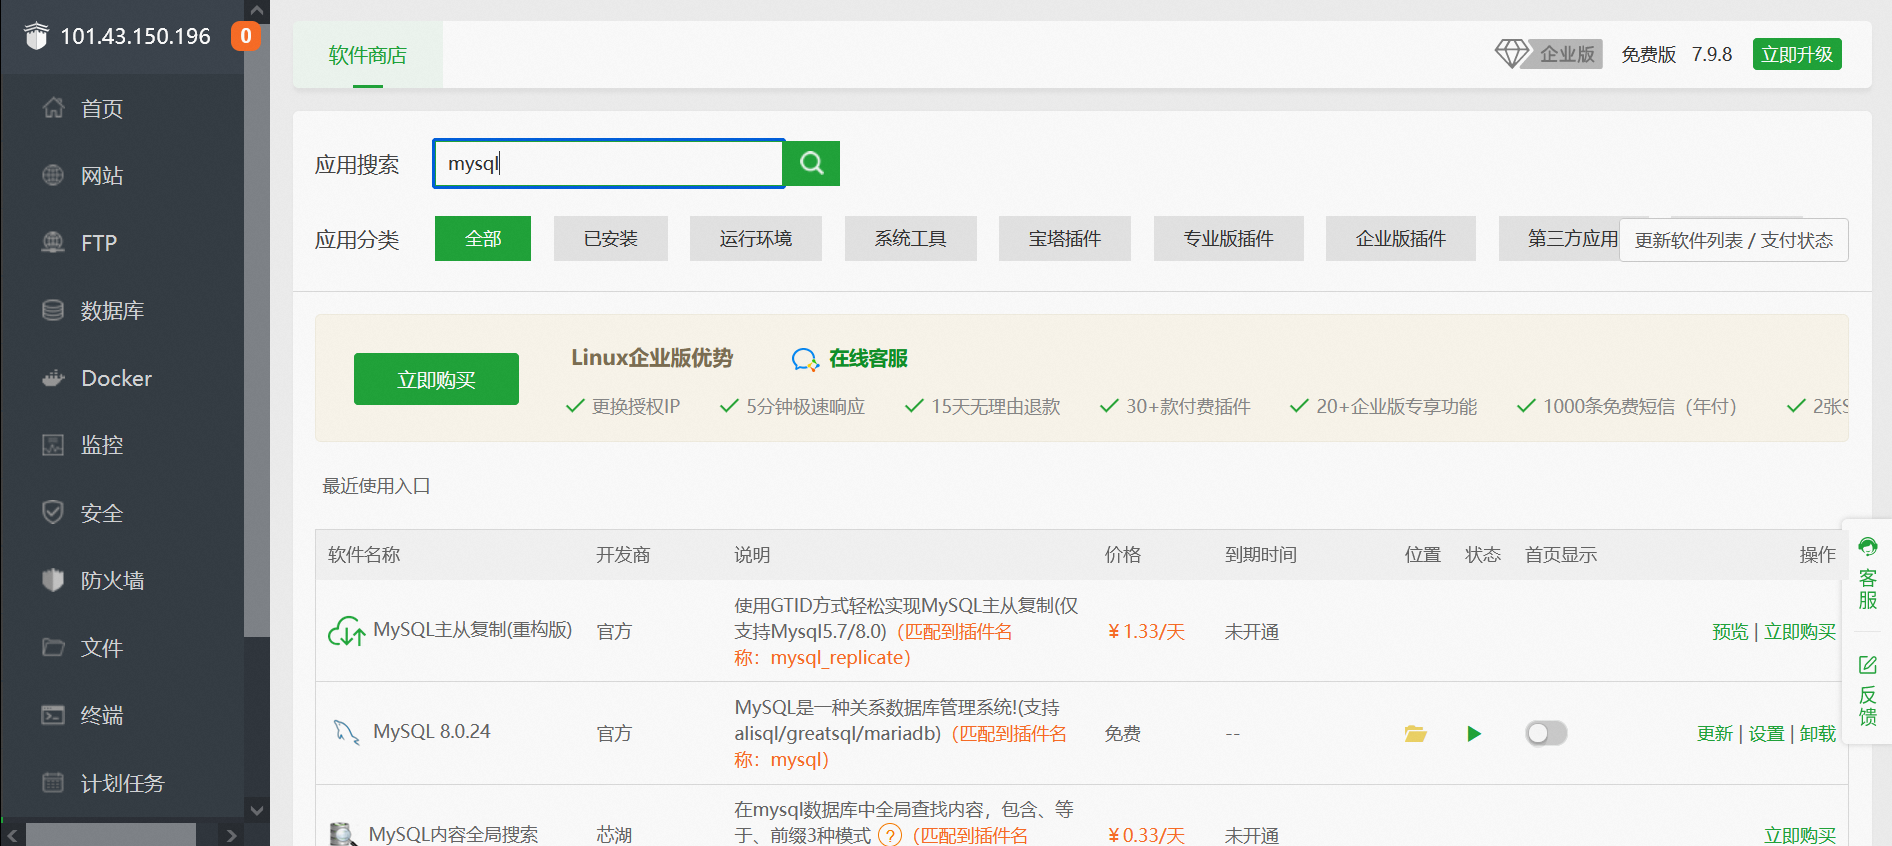 101.43.150.196 0
首页
网站
FTP
数据库
Docker
监控
安全
防火墙
文件
终端
计划任务
软件商店
企业版 免费版 7.9.8 立即升级
应用搜索 mysql
应用分类 全部 已安装 运行环境 系统工具 宝塔插件 专业版插件 企业版插件 第三方应用 更新软件列表 / 支付状态
立即购买
Linux企业版优势 在线客服
更换授权IP 5分钟极速响应 15天无理由退款 30+款付费插件 20+企业版专享功能 1000条免费短信（年付） 2张S
最近使用入口
软件名称 开发商 说明 价格 到期时间 位置 状态 首页显示 操作
MySQL主从复制(重构版) 官方 使用GTID方式轻松实现MySQL主从复制(仅
支持Mysql5.7/8.0)（匹配到插件名
称：mysql_replicate）
￥1.33/天 未开通 预览 | 立即购买
MySQL 8.0.24 官方 MySQL是一种关系数据库管理系统!(支持
alisql/greatsql/mariadb)（匹配到插件名
称：mysql）
免费 -- 更新 | 设置 | 卸载
MySQL内容全局搜索 芯湖 在mysql数据库中全局查找内容，包含、等
于、前缀3种模式 ?（匹配到插件名
￥0.33/天 未开通 立即购买
客服
反馈